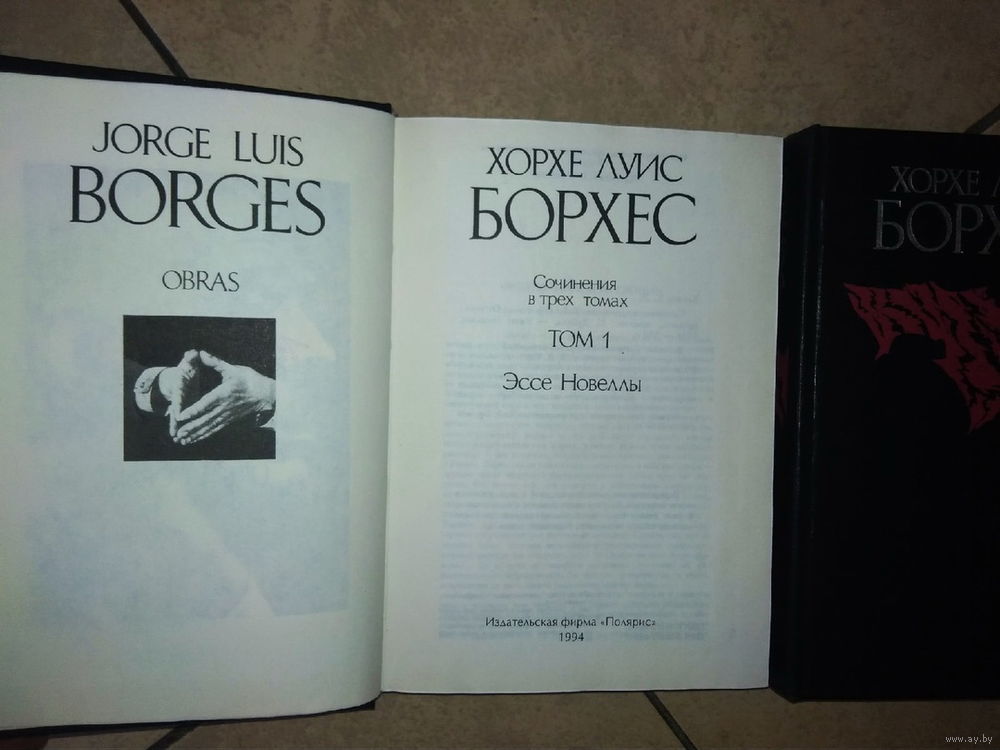 JORGE LUIS
BORGES
OBRAS
ХОРХЕ ЛУИС
БОРХЕС
Сочинения
в трех томах
ТОМ 1
Эссе Новеллы
Издательская фирма «Полярис»
1994
ХОРХЕ Л
БОРХ
www.ay.by